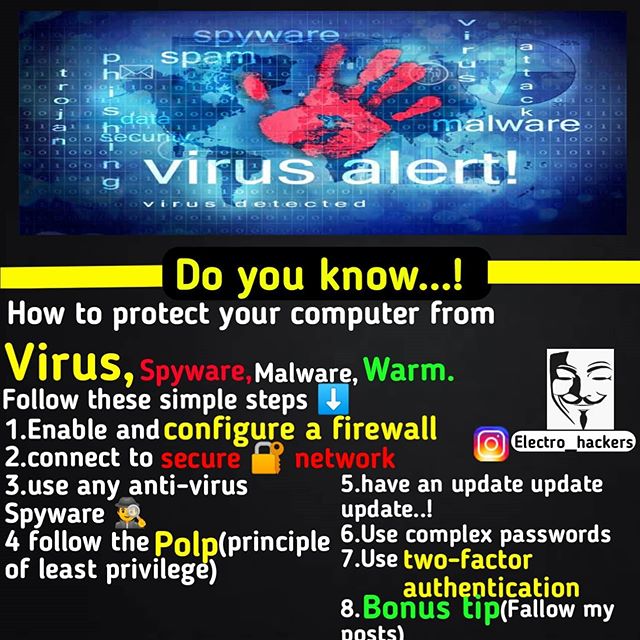 spyware
spam
virus
attack
trojan
phishing
data
security
malware
virus alert!
virus detected
Do you know...!
How to protect your computer from
Virus, Spyware, Malware, Warm.
Follow these simple steps ⬇️
1.Enable and configure a firewall
2.connect to secure 🔐 network
3.use any anti-virus
Spyware 🕵️
4 follow the Polp(principle
of least privilege)
Electro_hackers
5.have an update update
update..!
6.Use complex passwords
7.Use two-factor
authentication
8.Bonus tip(Fallow my
posts)